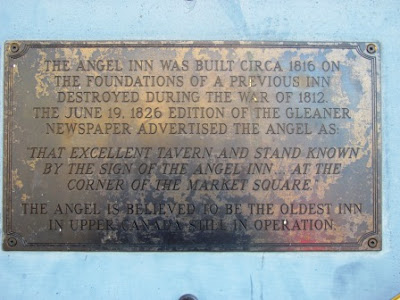 THE ANGEL INN WAS BUILT CIRCA 1816 ON
THE FOUNDATIONS OF A PREVIOUS INN
DESTROYED DURING THE WAR OF 1812.
THE JUNE 19, 1826 EDITION OF THE GLEANER
NEWSPAPER ADVERTISED THE ANGEL AS:
"THAT EXCELLENT TAVERN AND STAND KNOWN
BY THE SIGN OF THE ANGEL INN... AT THE
CORNER OF THE MARKET SQUARE."
THE ANGEL IS BELIEVED TO BE THE OLDEST INN
IN UPPER CANADA STILL IN OPERATION.